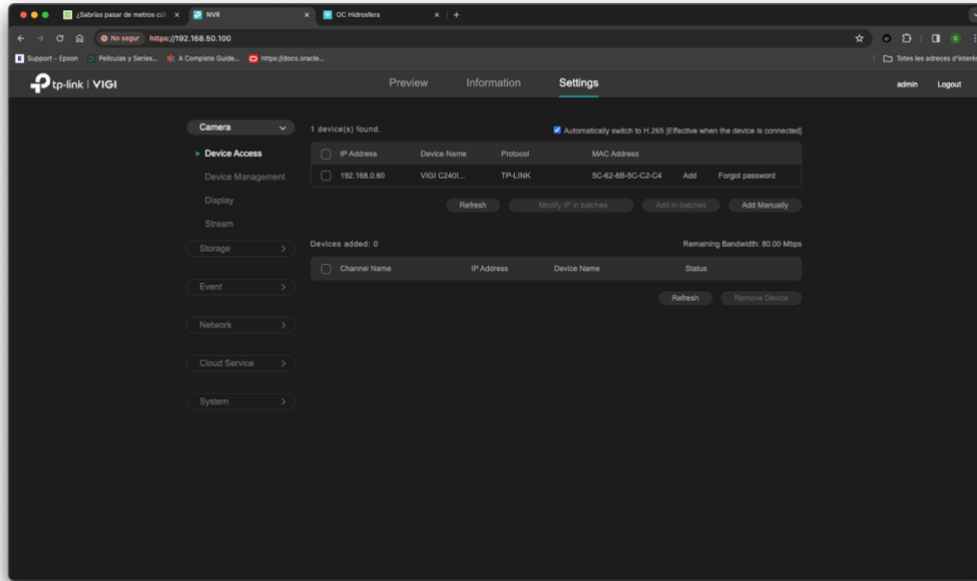 ¿Sabrías pasar de metros cúb
NVR
OC Hidrosfera
No segur https://192.168.50.100
Support - Epson
Películas y Series...
A Complete Guide...
https://docs.oracle...
Totes les adreces d'interès
tp-link | VIGI
Preview
Information
Settings
admin
Logout
Camera
Device Access
Device Management
Display
Stream
Storage
Event
Network
Cloud Service
System
1 device(s) found.
Automatically switch to H.265 [Effective when the device is connected]
IP Address Device Name Protocol MAC Address
192.168.0.60 VIGI C240I... TP-LINK 5C-62-8B-5C-C2-C4 Add Forgot password
Refresh Modify IP in batches Add in batches Add Manually
Devices added: 0 Remaining Bandwidth: 80.00 Mbps
Channel Name IP Address Device Name Status
Refresh Remove Device